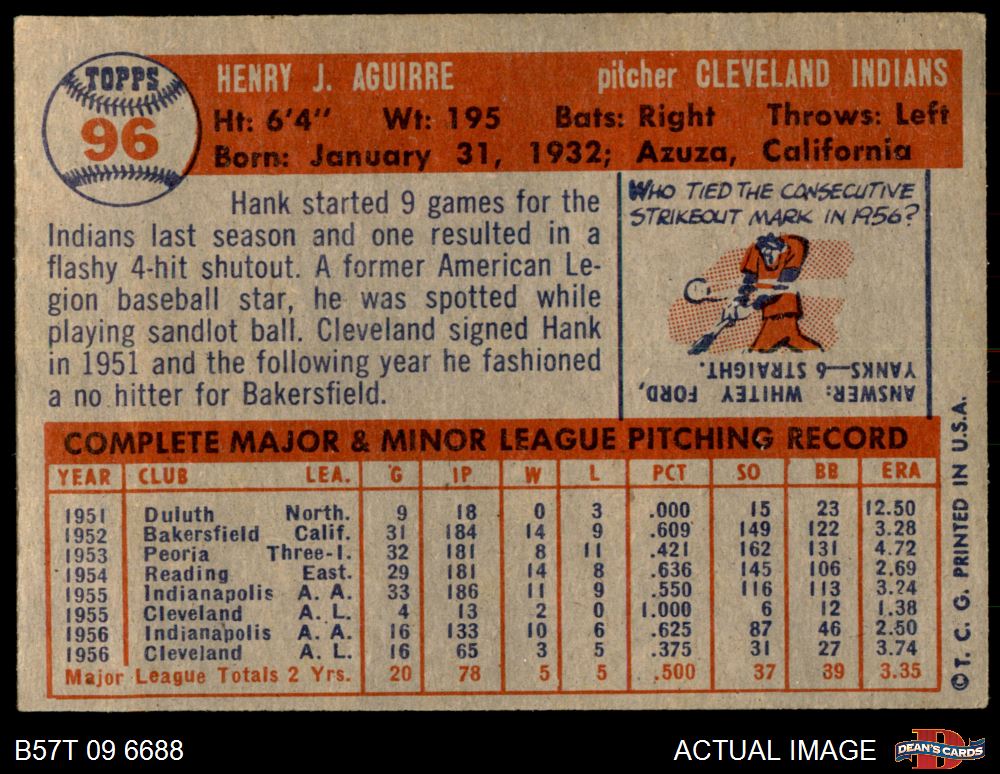 TOPPS
96
HENRY J. AGUIRRE pitcher CLEVELAND INDIANS
Ht: 6'4" Wt: 195 Bats: Right Throws: Left
Born: January 31, 1932; Azuza, California
Hank started 9 games for the
Indians last season and one resulted in a
flashy 4-hit shutout. A former American Le-
gion baseball star, he was spotted while
playing sandlot ball. Cleveland signed Hank
in 1951 and the following year he fashioned
a no hitter for Bakersfield.
WHO TIED THE CONSECUTIVE
STRIKEOUT MARK IN 1956?
ANSWER: WHITEY FORD,
YANKS—6 STRAIGHT.
COMPLETE MAJOR & MINOR LEAGUE PITCHING RECORD
YEAR CLUB LEA. G IP W L PCT SO BB ERA
1951 Duluth North. 9 18 0 3 .000 15 23 12.50
1952 Bakersfield Calif. 31 184 14 9 .609 149 122 3.28
1953 Peoria Three-I. 32 181 8 11 .421 162 131 4.72
1954 Reading East. 29 181 14 8 .636 145 106 2.69
1955 Indianapolis A. A. 33 186 11 9 .550 116 113 3.24
1955 Cleveland A. L. 4 13 2 0 1.000 6 12 1.38
1956 Indianapolis A. A. 16 133 10 6 .625 87 46 2.50
1956 Cleveland A. L. 16 65 3 5 .375 31 27 3.74
Major League Totals 2 Yrs. 20 78 5 5 .500 37 39 3.35
© T. C. G. PRINTED IN U.S.A.
B57T 09 6688 ACTUAL IMAGE
DEAN'S CARDS